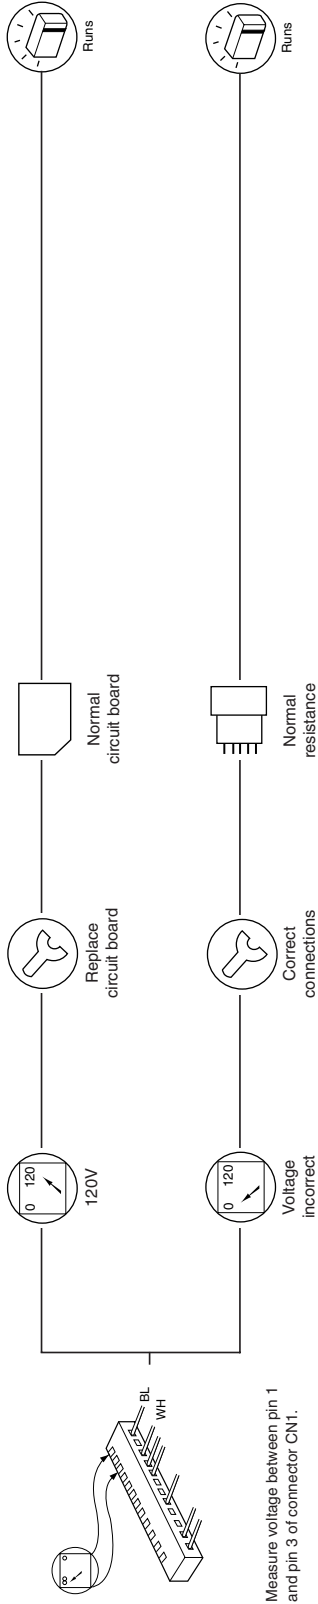 ∞ 0
BL
WH
Measure voltage between pin 1
and pin 3 of connector CN1.
0 120
120V
Replace
circuit board
Normal
circuit board
Runs
0 120
Voltage
incorrect
Correct
connections
Normal
resistance
Runs